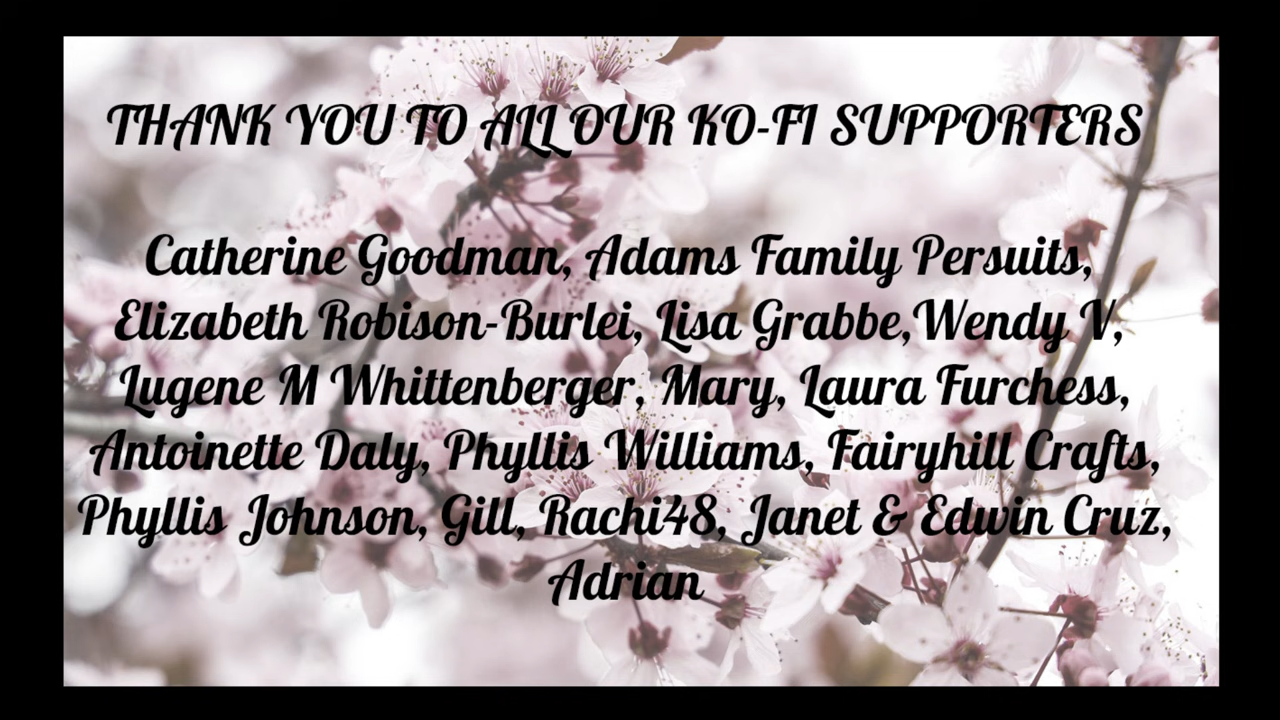 THANK YOU TO ALL OUR KO-FI SUPPORTERS
Catherine Goodman, Adams Family Persuits,
Elizabeth Robison-Burlei, Lisa Grabbe,Wendy V,
Lugene M Whittenberger, Mary, Laura Furchess,
Antoinette Daly, Phyllis Williams, Fairyhill Crafts,
Phyllis Johnson, Gill, Rachi48, Janet & Edwin Cruz,
Adrian